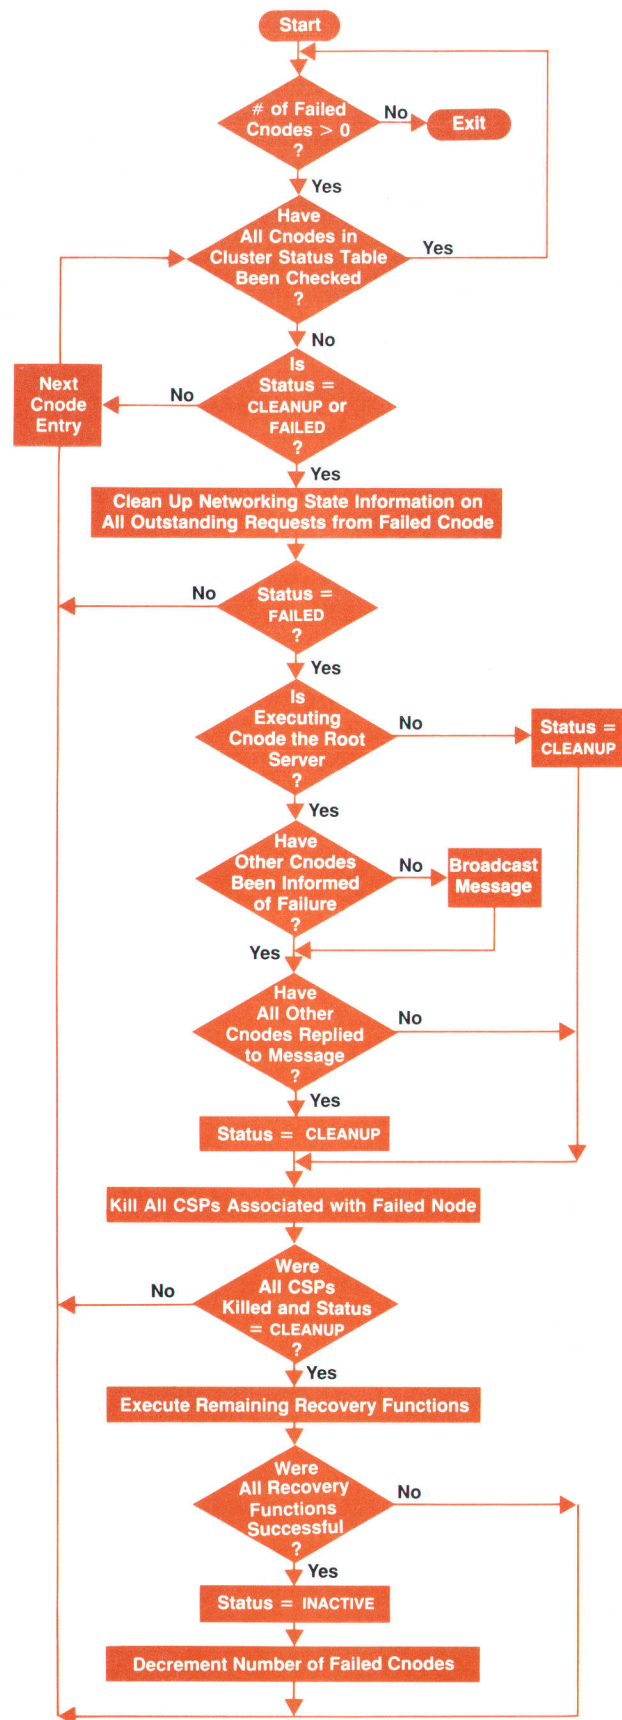 Start
# of Failed
Cnodes > 0
?
No
Exit
Yes
Have
All Cnodes in
Cluster Status Table
Been Checked
?
Yes
No
Next
Cnode
Entry
No
Is
Status =
CLEANUP or
FAILED
?
Yes
Clean Up Networking State Information on
All Outstanding Requests from Failed Cnode
No
Status =
FAILED
?
Yes
Is
Executing
Cnode the Root
Server
?
No
Status =
CLEANUP
Yes
Have
Other Cnodes
Been Informed
of Failure
?
No
Broadcast
Message
Yes
Have
All Other
Cnodes Replied
to Message
?
No
Yes
Status = CLEANUP
Kill All CSPs Associated with Failed Node
No
Were
All CSPs
Killed and Status
= CLEANUP
?
Yes
Execute Remaining Recovery Functions
Were
All Recovery
Functions
Successful
?
No
Yes
Status = INACTIVE
Decrement Number of Failed Cnodes